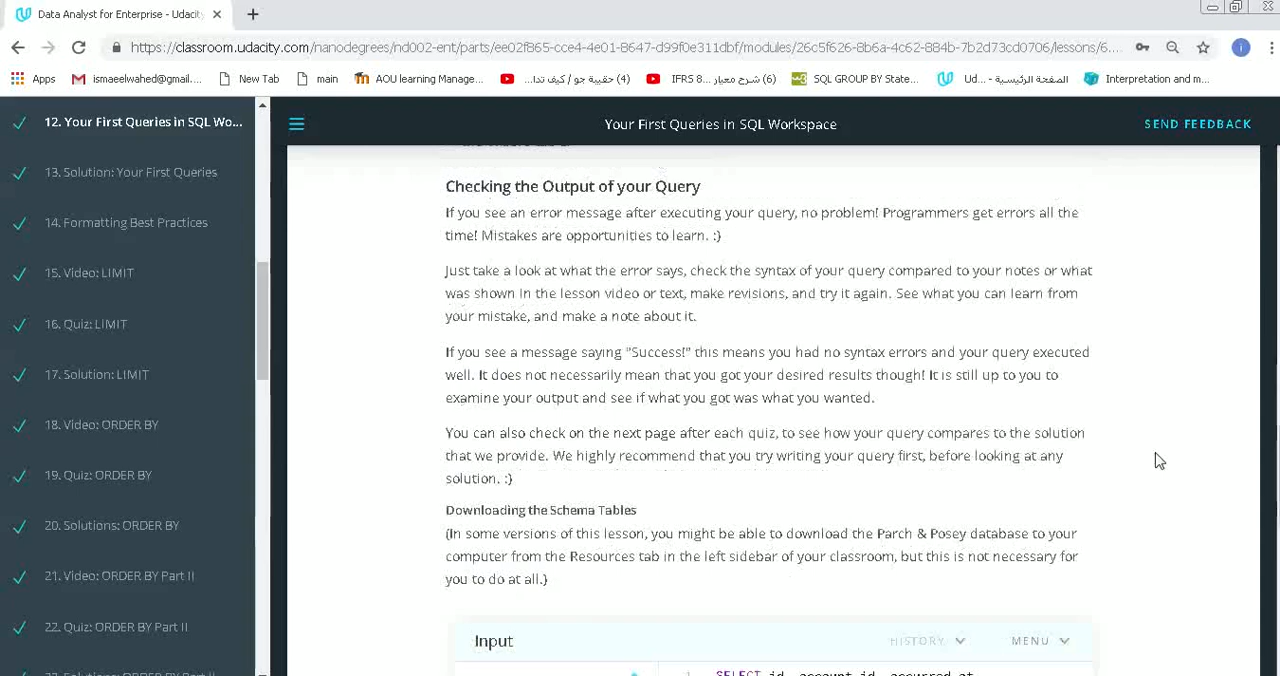 Data Analyst for Enterprise - Udacity
https://classroom.udacity.com/nanodegrees/nd002-ent/parts/ee02f865-cce4-4e01-8647-d99f0e311dbf/modules/26c5f626-8b6a-4c62-884b-7b2d73cd0706/lessons/6...
Apps
ismaeelwahed@gmail....
New Tab
main
AOU learning Manage...
(4) حقيبة جو / كيف تدا...
(6) شرح معيار IFRS 8...
SQL GROUP BY State...
الصفحة الرئيسية - Ud...
Interpretation and m...
12. Your First Queries in SQL Wo...
13. Solution: Your First Queries
14. Formatting Best Practices
15. Video: LIMIT
16. Quiz: LIMIT
17. Solution: LIMIT
18. Video: ORDER BY
19. Quiz: ORDER BY
20. Solutions: ORDER BY
21. Video: ORDER BY Part II
22. Quiz: ORDER BY Part II
Your First Queries in SQL Workspace
SEND FEEDBACK
Checking the Output of your Query
If you see an error message after executing your query, no problem! Programmers get errors all the
time! Mistakes are opportunities to learn. :)
Just take a look at what the error says, check the syntax of your query compared to your notes or what
was shown in the lesson video or text, make revisions, and try it again. See what you can learn from
your mistake, and make a note about it.
If you see a message saying "Success!" this means you had no syntax errors and your query executed
well. It does not necessarily mean that you got your desired results though! It is still up to you to
examine your output and see if what you got was what you wanted.
You can also check on the next page after each quiz, to see how your query compares to the solution
that we provide. We highly recommend that you try writing your query first, before looking at any
solution. :)
Downloading the Schema Tables
(In some versions of this lesson, you might be able to download the Parch & Posey database to your
computer from the Resources tab in the left sidebar of your classroom, but this is not necessary for
you to do at all.)
Input
HISTORY
MENU
1 SELECT id, account_id, occurred_at